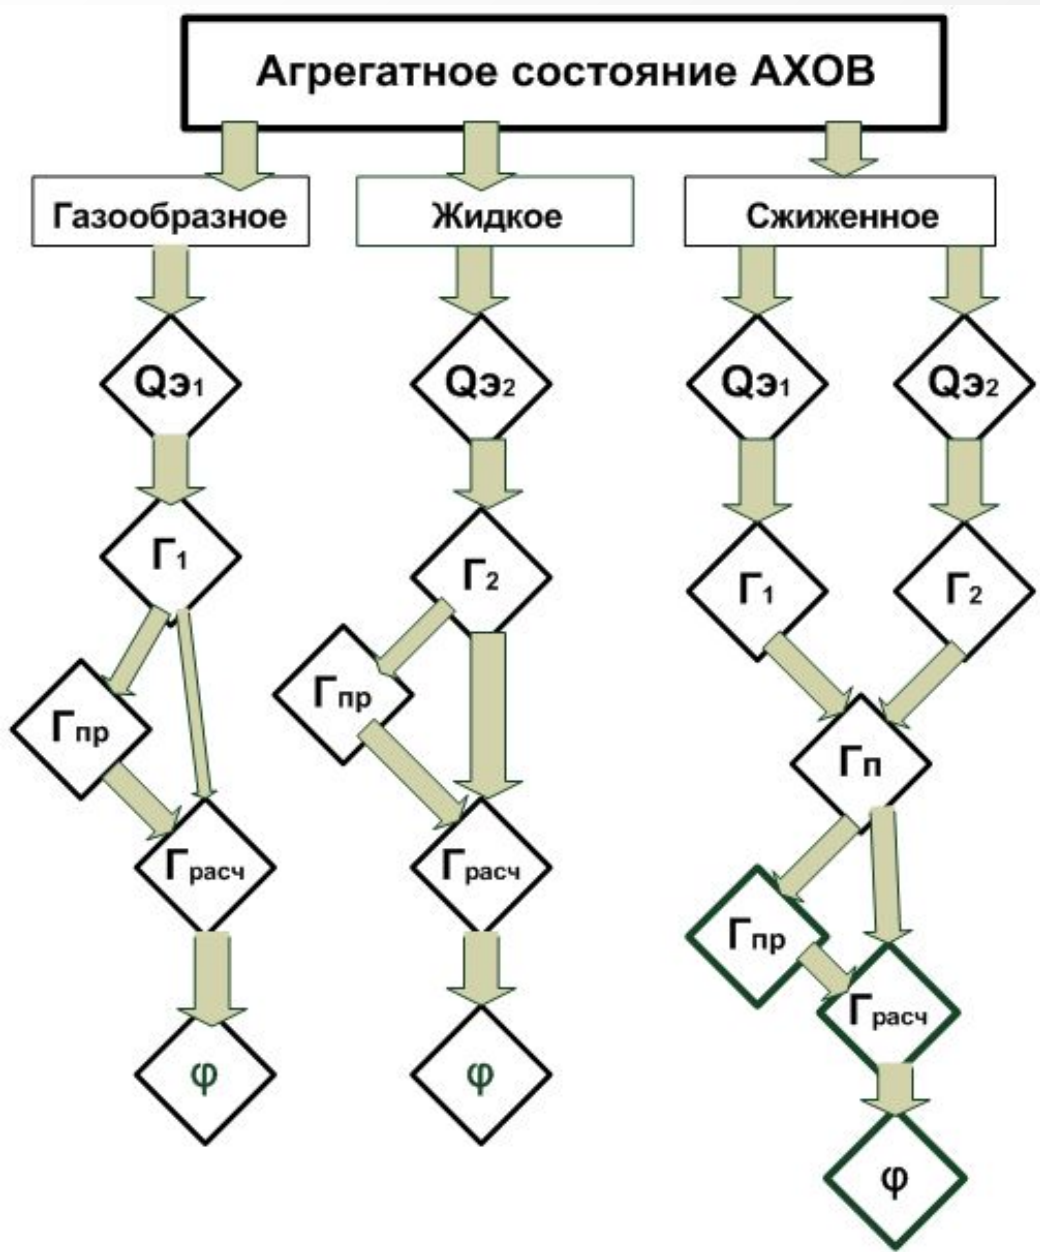 Агрегатное состояние АХОВ
Газообразное
Жидкое
Сжиженное
Qэ1
Qэ2
Qэ1
Qэ2
Г1
Г2
Г1
Г2
Гпр
Гпр
Гп
Грасч
Грасч
Гпр
Грасч
φ
φ
φ